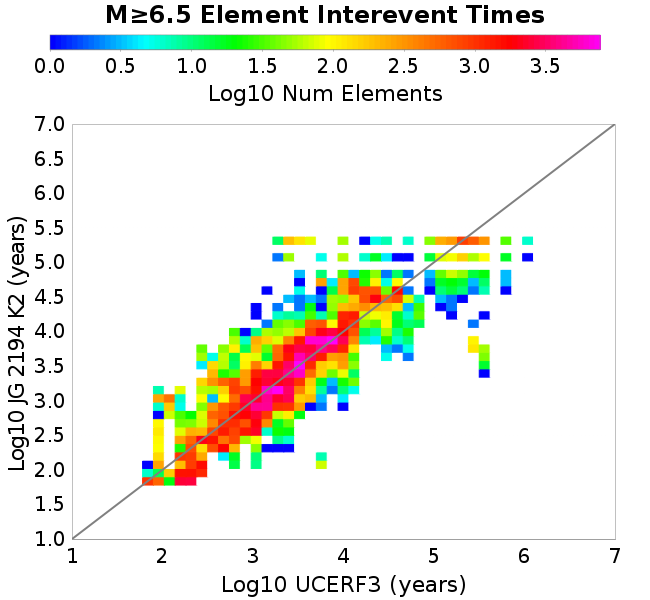 M≥6.5 Element Interevent Times
0.0 0.5 1.0 1.5 2.0 2.5 3.0 3.5
Log10 Num Elements
7.0
6.5
6.0
5.5
5.0
4.5
4.0
3.5
3.0
2.5
2.0
1.5
1.0
Log10 JG 2194 K2 (years)
1 2 3 4 5 6 7
Log10 UCERF3 (years)